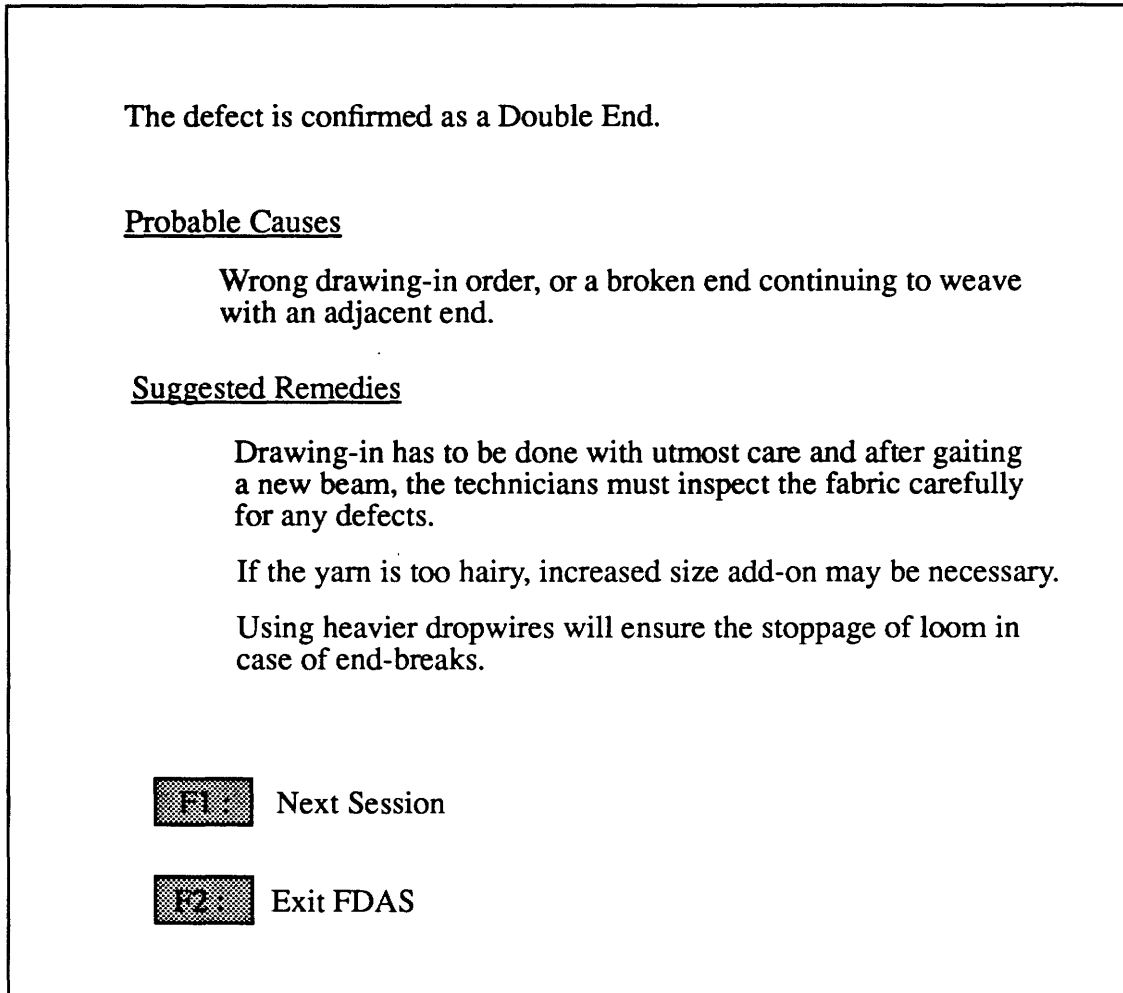 The defect is confirmed as a Double End.
Probable Causes
Wrong drawing-in order, or a broken end continuing to weave
with an adjacent end.
Suggested Remedies
Drawing-in has to be done with utmost care and after gaiting
a new beam, the technicians must inspect the fabric carefully
for any defects.
If the yarn is too hairy, increased size add-on may be necessary.
Using heavier dropwires will ensure the stoppage of loom in
case of end-breaks.
F1 : Next Session
F2 : Exit FDAS